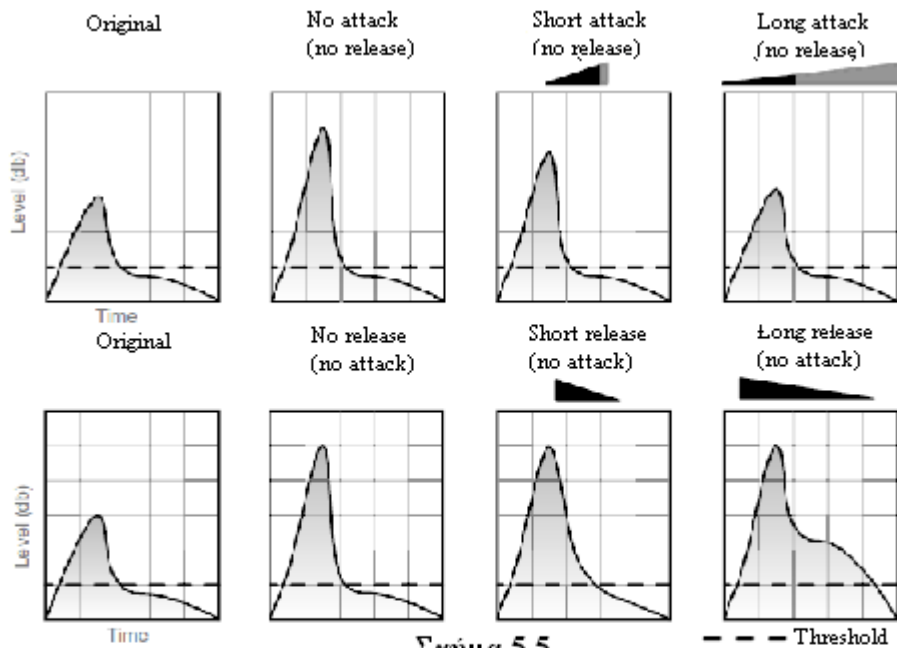 Original
No attack
(no release)
Short attack
(no release)
Long attack
(no release)
Level (db)
Time
Original
No release
(no attack)
Short release
(no attack)
Long release
(no attack)
Level (db)
Time
Σχήμα 5.5
Threshold